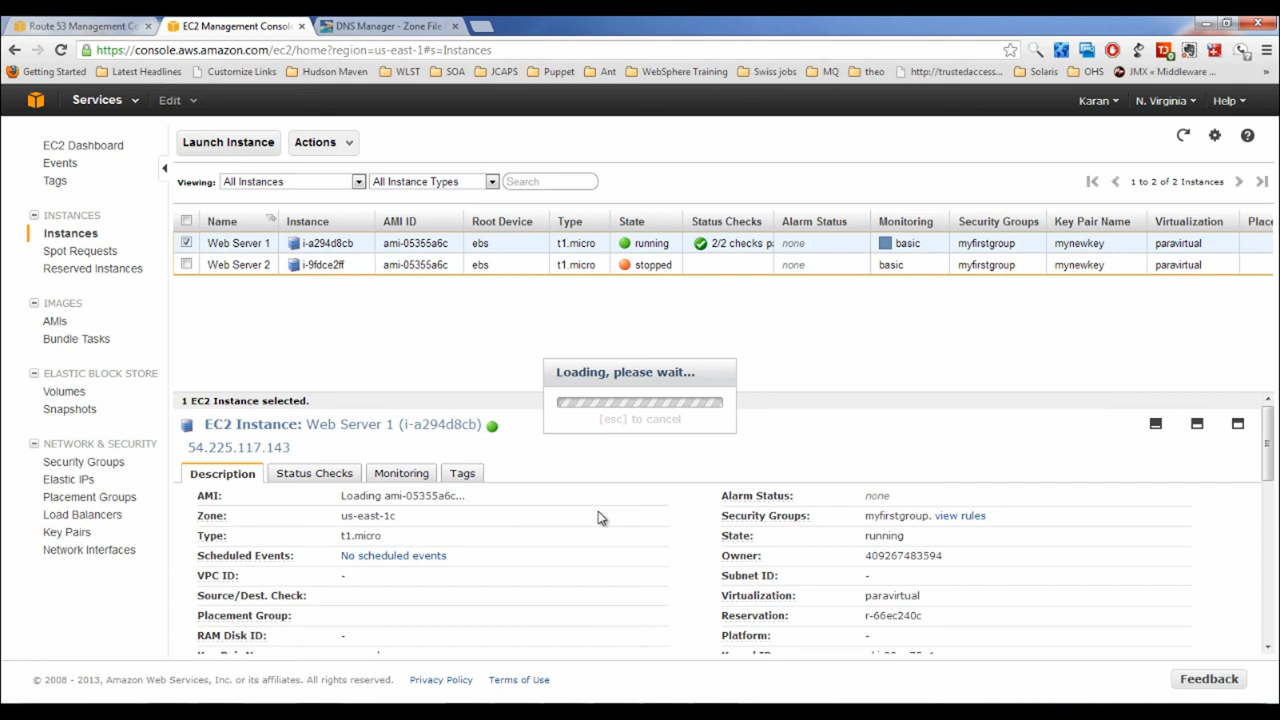 Route 53 Management Co
EC2 Management Consol
DNS Manager - Zone File
https://console.aws.amazon.com/ec2/home?region=us-east-1#s=Instances
Getting Started Latest Headlines Customize Links Hudson Maven WLST SOA JCAPS Puppet Ant WebSphere Training Swiss jobs MQ theo http://trustedaccess... Solaris OHS JMX « Middleware ... »
Services Edit Karan N. Virginia Help
EC2 Dashboard
Events
Tags
INSTANCES
Instances
Spot Requests
Reserved Instances
IMAGES
AMIs
Bundle Tasks
ELASTIC BLOCK STORE
Volumes
Snapshots
NETWORK & SECURITY
Security Groups
Elastic IPs
Placement Groups
Load Balancers
Key Pairs
Network Interfaces
Launch Instance Actions
Viewing: All Instances All Instance Types Search 1 to 2 of 2 Instances
Name Instance AMI ID Root Device Type State Status Checks Alarm Status Monitoring Security Groups Key Pair Name Virtualization Place
Web Server 1 i-a294d8cb ami-05355a6c ebs t1.micro running 2/2 checks pa none basic myfirstgroup mynewkey paravirtual
Web Server 2 i-9fdce2ff ami-05355a6c ebs t1.micro stopped none basic myfirstgroup mynewkey paravirtual
Loading, please wait...
[esc] to cancel
1 EC2 Instance selected.
EC2 Instance: Web Server 1 (i-a294d8cb)
54.225.117.143
Description Status Checks Monitoring Tags
AMI: Loading ami-05355a6c... Alarm Status: none
Zone: us-east-1c Security Groups: myfirstgroup. view rules
Type: t1.micro State: running
Scheduled Events: No scheduled events Owner: 409267483594
VPC ID: - Subnet ID: -
Source/Dest. Check: Virtualization: paravirtual
Placement Group: Reservation: r-66ec240c
RAM Disk ID: - Platform: -
© 2008 - 2013, Amazon Web Services, Inc. or its affiliates. All rights reserved. Privacy Policy Terms of Use Feedback